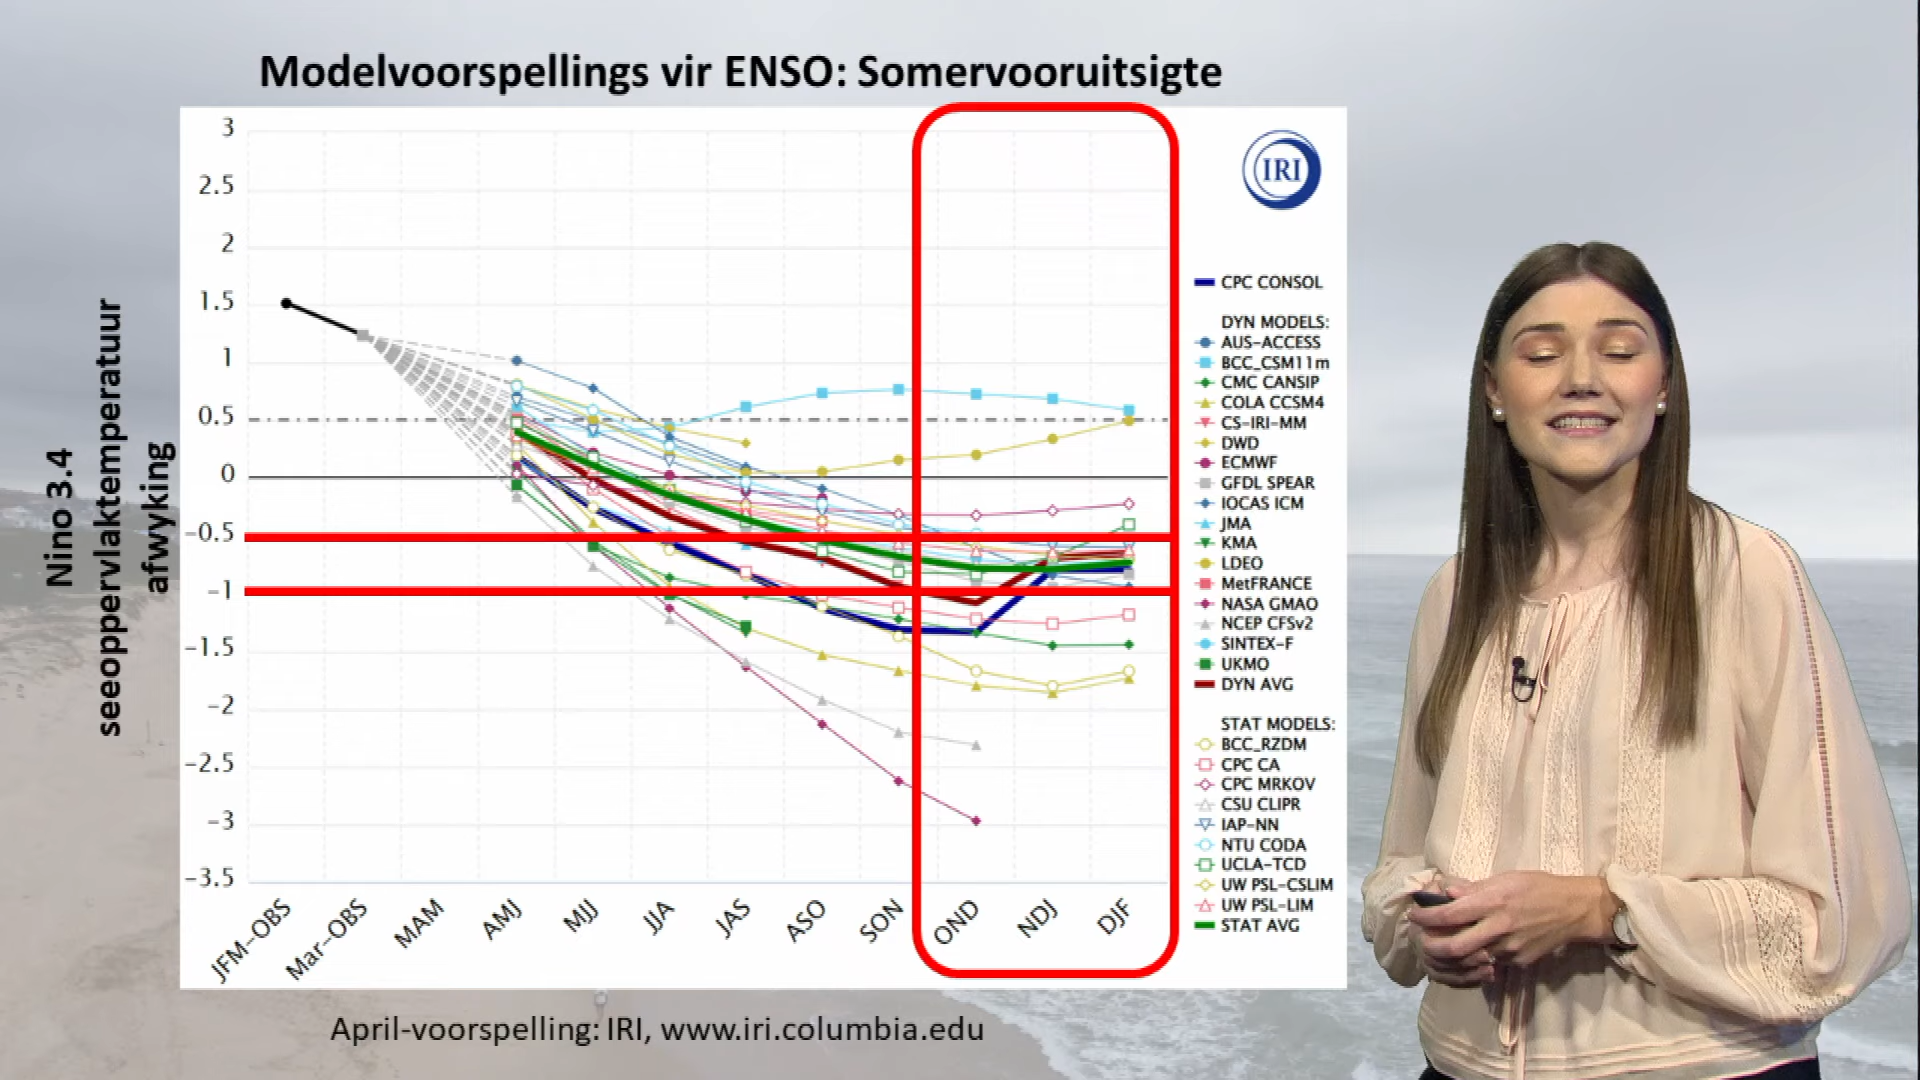 Modelvoorspellings vir ENSO: Somervooruitsigte
Nino 3.4
seeoppervlaktemperatuur
afwyking
3
2.5
2
1.5
1
0.5
0
-0.5
-1
-1.5
-2
-2.5
-3
-3.5
JFM-OBS
Mar-OBS
MAM
AMJ
MJJ
JJA
JAS
ASO
SON
OND
NDJ
DJF
IRI
CPC CONSOL
DYN MODELS:
AUS-ACCESS
BCC_CSM11m
CMC CANSIP
COLA CCSM4
CS-IRI-MM
DWD
ECMWF
GFDL SPEAR
IOCAS ICM
JMA
KMA
LDEO
MetFRANCE
NASA GMAO
NCEP CFSv2
SINTEX-F
UKMO
DYN AVG
STAT MODELS:
BCC_RZDM
CPC CA
CPC MRKOV
CSU CLIPR
IAP-NN
NTU CODA
UCLA-TCD
UW PSL-CSLIM
UW PSL-LIM
STAT AVG
April-voorspelling: IRI, www.iri.columbia.edu